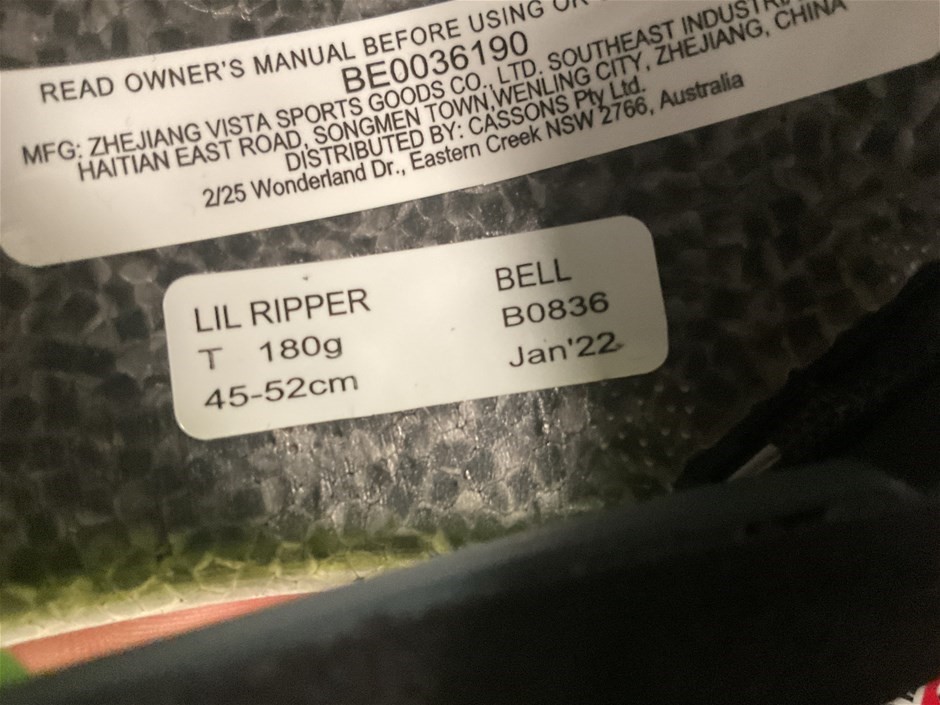 READ OWNER'S MANUAL BEFORE USING
BE0036190
MFG: ZHEJIANG VISTA SPORTS GOODS CO., LTD. SOUTHEAST
HAITIAN EAST ROAD, SONGMEN TOWN,WENLING CITY, ZHEJIANG, CHINA
DISTRIBUTED BY: CASSONS Pty Ltd.
2/25 Wonderland Dr., Eastern Creek NSW 2766, Australia
LIL RIPPER BELL
T 180g B0836
45-52cm Jan'22